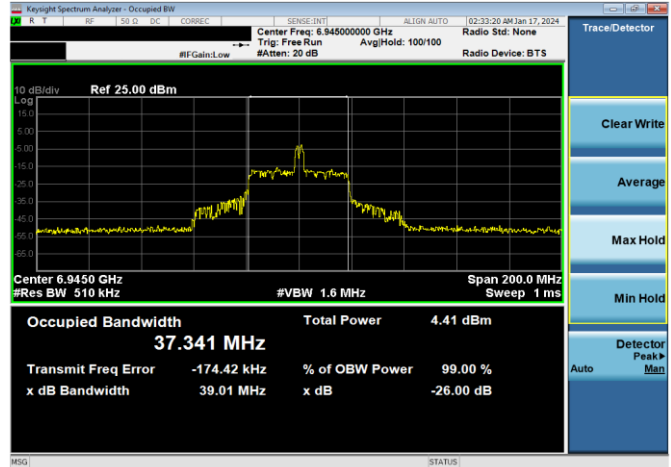 Keysight Spectrum Analyzer - Occupied BW
R T RF 50 Ω DC CORREC SENSE:INT ALIGN AUTO 02:33:20 AM Jan 17, 2024
Center Freq: 6.945000000 GHz Radio Std: None
Trig: Free Run Avg|Hold: 100/100
#IFGain:Low #Atten: 20 dB Radio Device: BTS
Trace/Detector
10 dB/div Ref 25.00 dBm
Log
15.0
5.00
-5.00
-15.0
-25.0
-35.0
-45.0
-55.0
-65.0
Center 6.9450 GHz Span 200.0 MHz
#Res BW 510 kHz #VBW 1.6 MHz Sweep 1 ms
Occupied Bandwidth Total Power 4.41 dBm
37.341 MHz
Transmit Freq Error -174.42 kHz % of OBW Power 99.00 %
x dB Bandwidth 39.01 MHz x dB -26.00 dB
Clear Write
Average
Max Hold
Min Hold
Detector
Peak▶
Auto Man
MSG STATUS